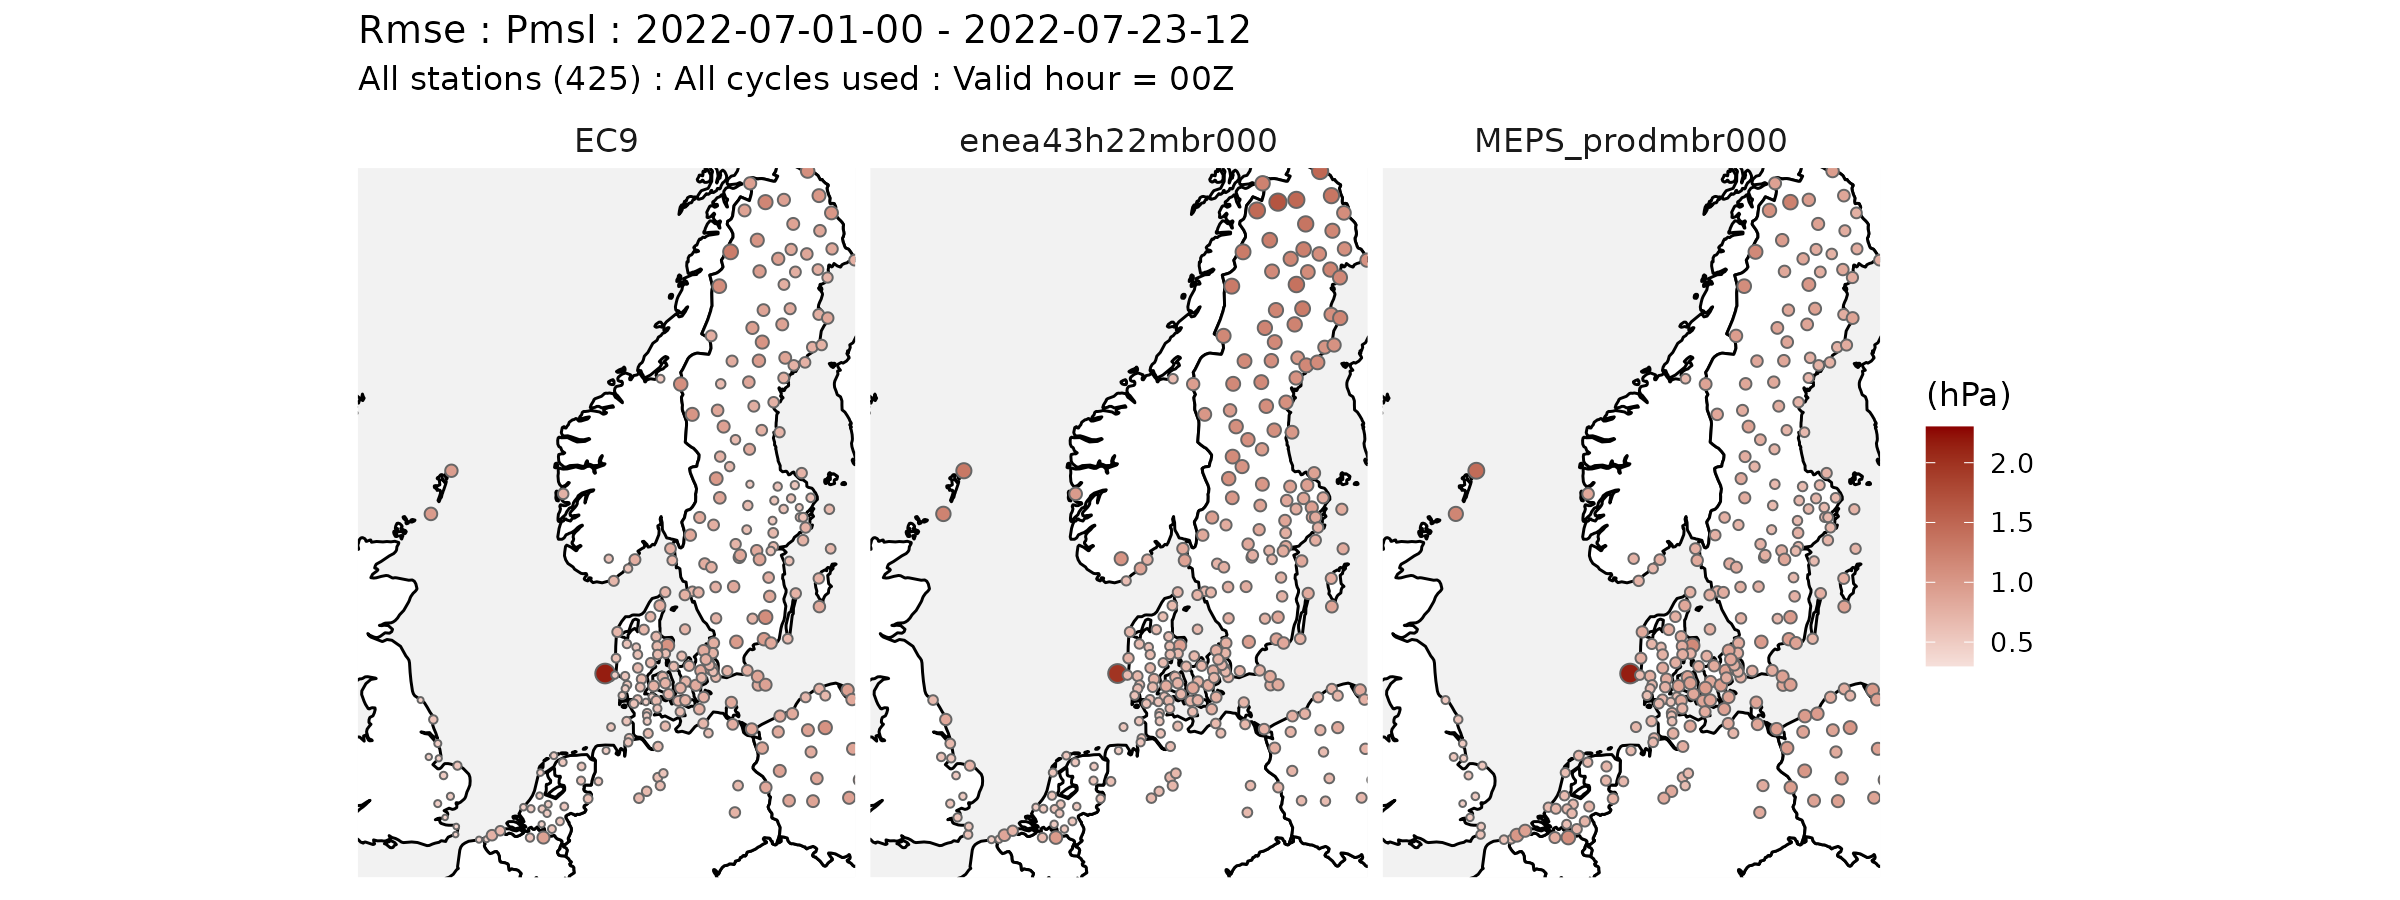 Rmse : Pmsl : 2022-07-01-00 - 2022-07-23-12
All stations (425) : All cycles used : Valid hour = 00Z
EC9
enea43h22mbr000
MEPS_prodmbr000
(hPa)
2.0
1.5
1.0
0.5